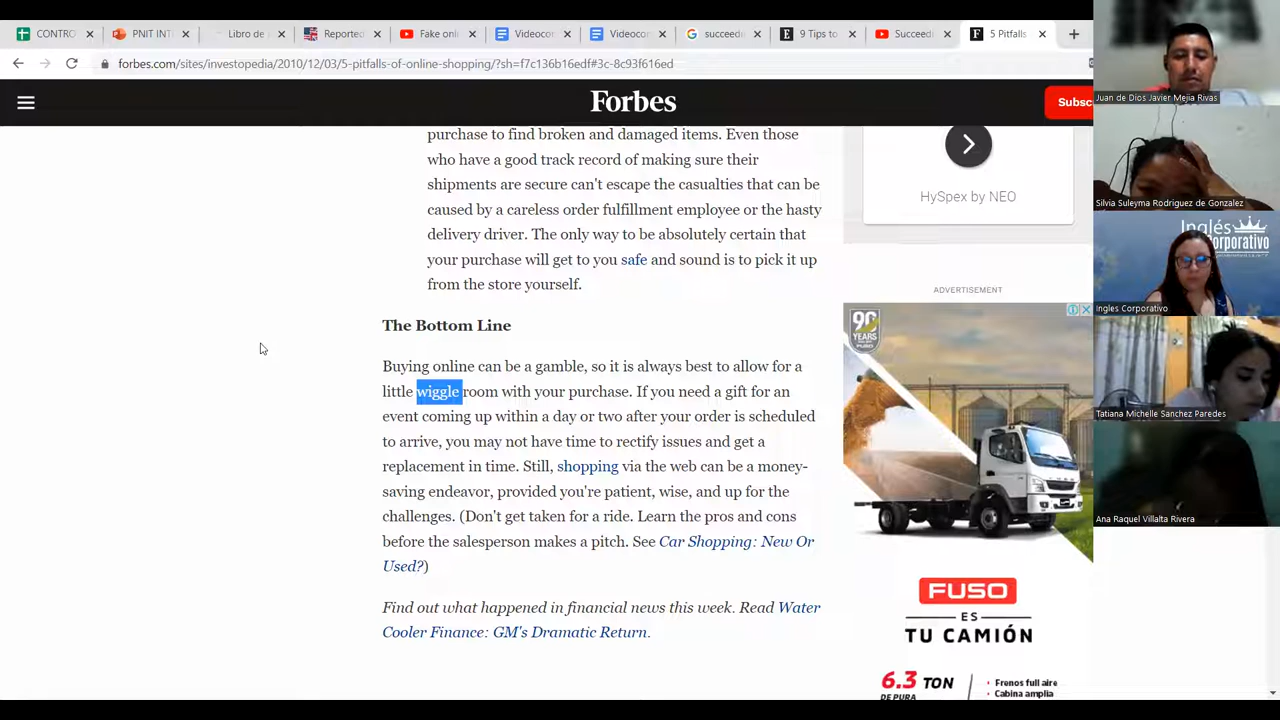 CONTRO
PNIT INT
Libro de
Reported
Fake onli
Videocor
Videocor
succeedi
9 Tips to
Succeedi
5 Pitfalls
forbes.com/sites/investopedia/2010/12/03/5-pitfalls-of-online-shopping/?sh=f7c136b16edf#3c-8c93f616ed
Forbes
Subsc
purchase to find broken and damaged items. Even those
who have a good track record of making sure their
shipments are secure can't escape the casualties that can be
caused by a careless order fulfillment employee or the hasty
delivery driver. The only way to be absolutely certain that
your purchase will get to you safe and sound is to pick it up
from the store yourself.
The Bottom Line
Buying online can be a gamble, so it is always best to allow for a
little wiggle room with your purchase. If you need a gift for an
event coming up within a day or two after your order is scheduled
to arrive, you may not have time to rectify issues and get a
replacement in time. Still, shopping via the web can be a money-
saving endeavor, provided you're patient, wise, and up for the
challenges. (Don't get taken for a ride. Learn the pros and cons
before the salesperson makes a pitch. See Car Shopping: New Or
Used?)
Find out what happened in financial news this week. Read Water
Cooler Finance: GM's Dramatic Return.
HySpex by NEO
ADVERTISEMENT
90
YEARS
FUSO
ES
TU CAMIÓN
6.3 TON
DE PURA
• Frenos full aire
• Cabina amplia
Juan de Dios Javier Mejia Rivas
Silvia Suleyma Rodriguez de Gonzalez
Inglés
Corporativo
Ingles Corporativo
Tatiana Michelle Sanchez Paredes
Ana Raquel Villalta Rivera